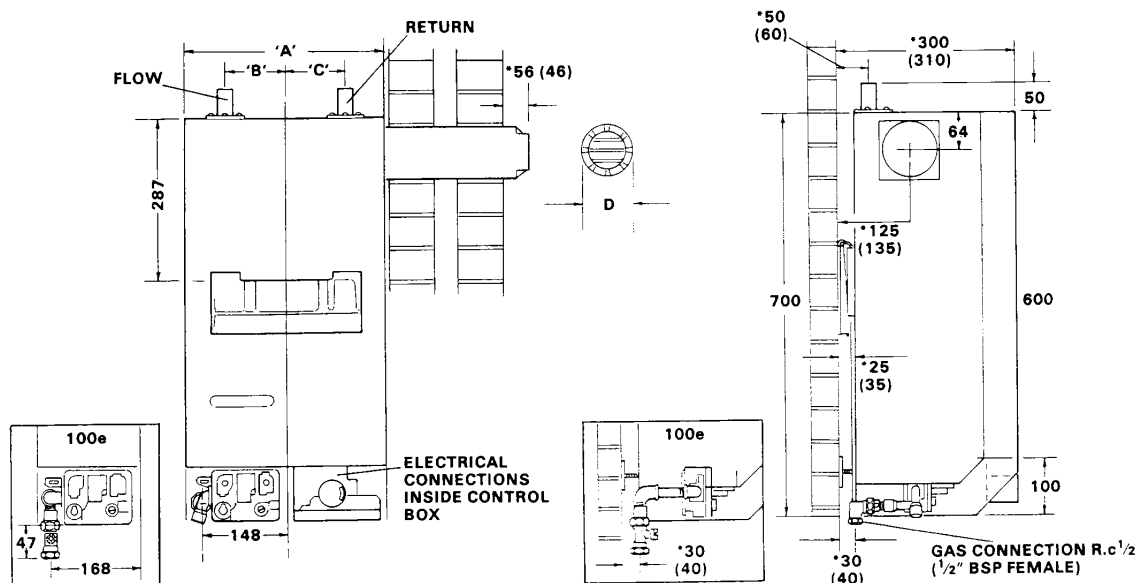 RETURN
'A'
*56 (46)
FLOW
'B'
'C'
287
D
*50
(60)
*300
(310)
50
64
*125
(135)
700
600
*25
(35)
100e
47
168
148
ELECTRICAL
CONNECTIONS
INSIDE CONTROL
BOX
100e
*30
(40)
100
*30
(40)
GAS CONNECTION R.c 1/2
(1/2" BSP FEMALE)